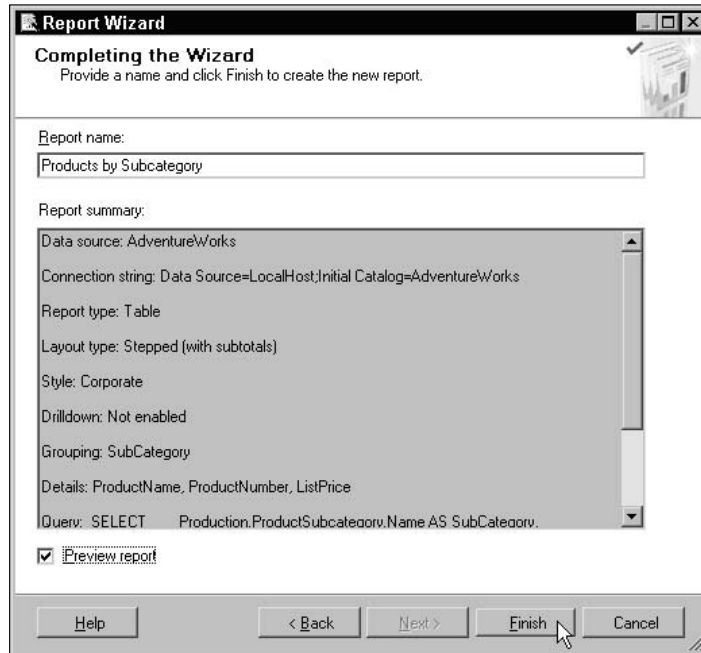 Report Wizard
Completing the Wizard
Provide a name and click Finish to create the new report.
Report name:
Products by Subcategory
Report summary:
Data source: AdventureWorks
Connection string: Data Source=LocalHost;Initial Catalog=AdventureWorks
Report type: Table
Layout type: Stepped (with subtotals)
Style: Corporate
Drilldown: Not enabled
Grouping: SubCategory
Details: ProductName, ProductNumber, ListPrice
Query: SELECT Production.ProductSubcategory.Name AS SubCategory,
Preview report
Help < Back Next > Finish Cancel